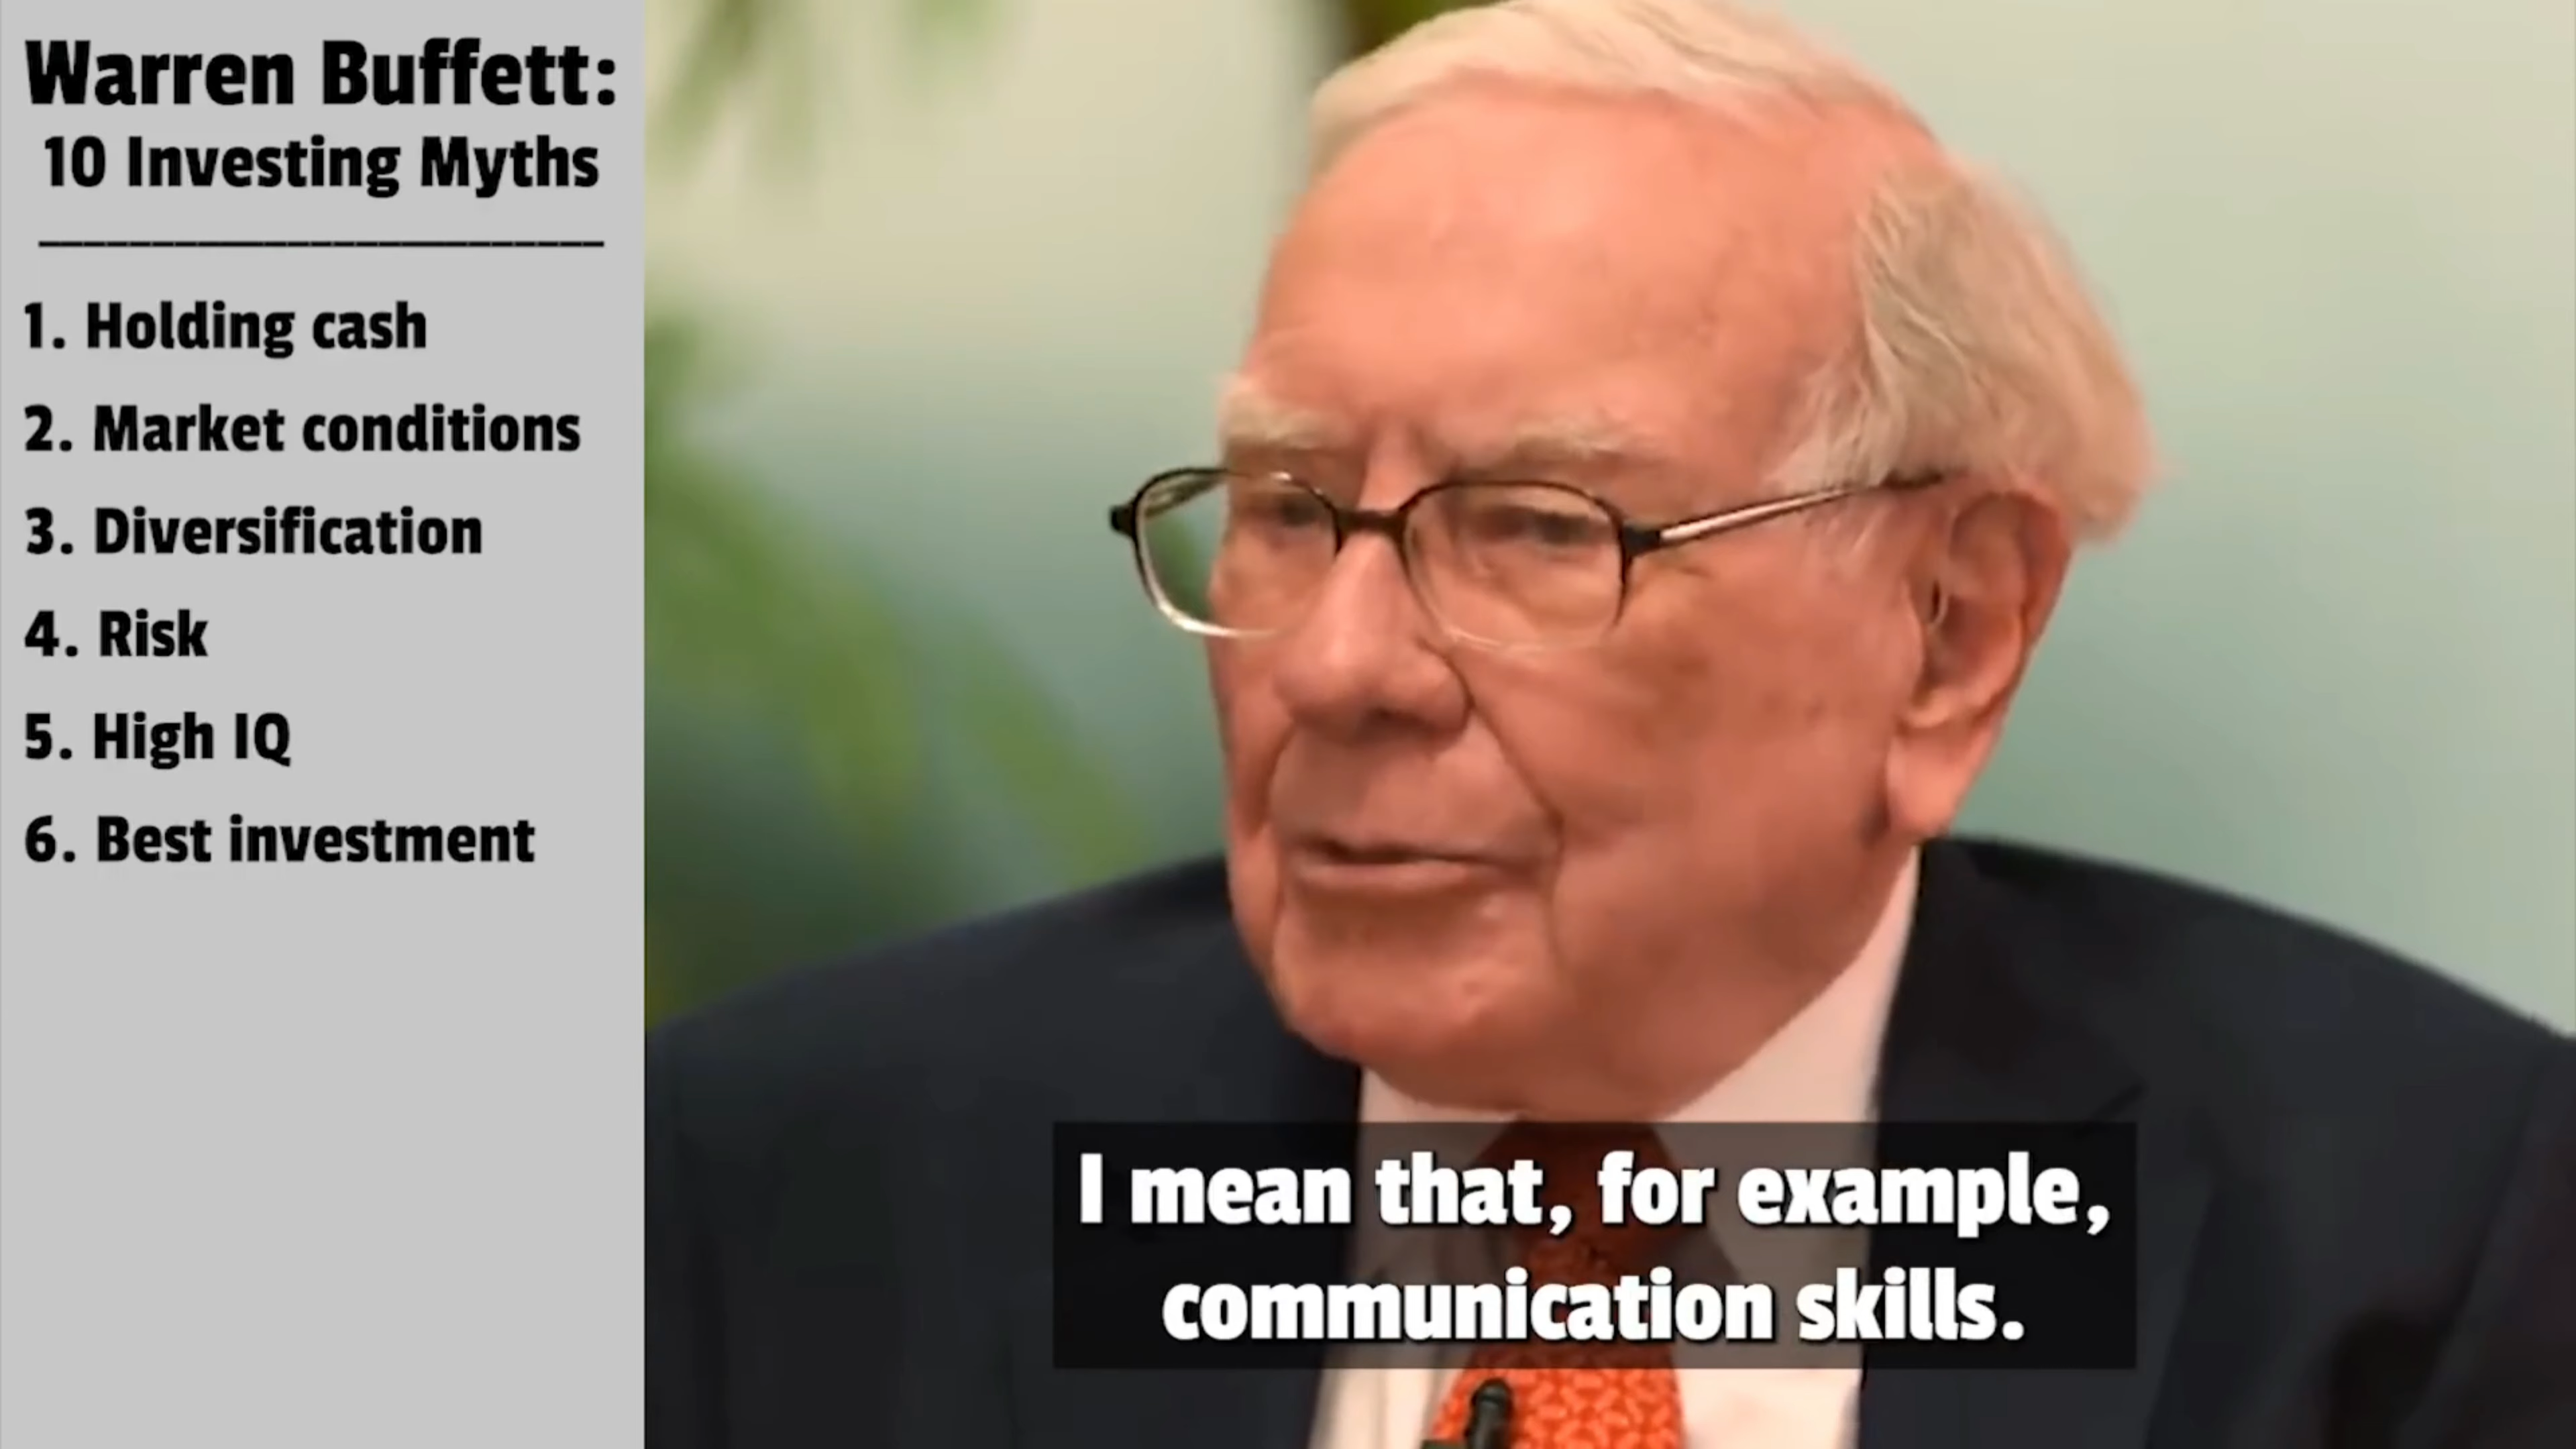 Warren Buffett:
10 Investing Myths
1. Holding cash
2. Market conditions
3. Diversification
4. Risk
5. High IQ
6. Best investment
I mean that, for example,
communication skills.